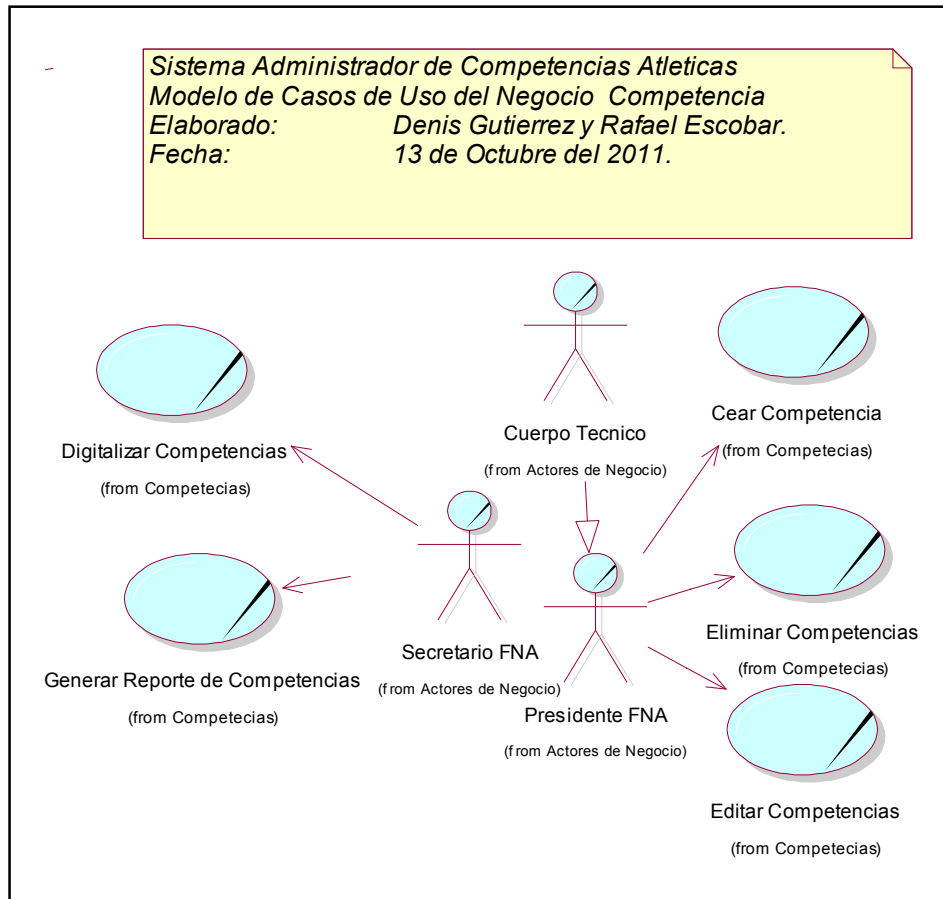 Sistema Administrador de Competencias Atleticas
Modelo de Casos de Uso del Negocio Competencia
Elaborado: Denis Gutierrez y Rafael Escobar.
Fecha: 13 de Octubre del 2011.
Cuerpo Tecnico
(from Actores de Negocio)
Cear Competencia
(from Competecias)
Digitalizar Competencias
(from Competecias)
Secretario FNA
(from Actores de Negocio)
Eliminar Competencias
(from Competecias)
Generar Reporte de Competencias
(from Competecias)
Presidente FNA
(from Actores de Negocio)
Editar Competencias
(from Competecias)